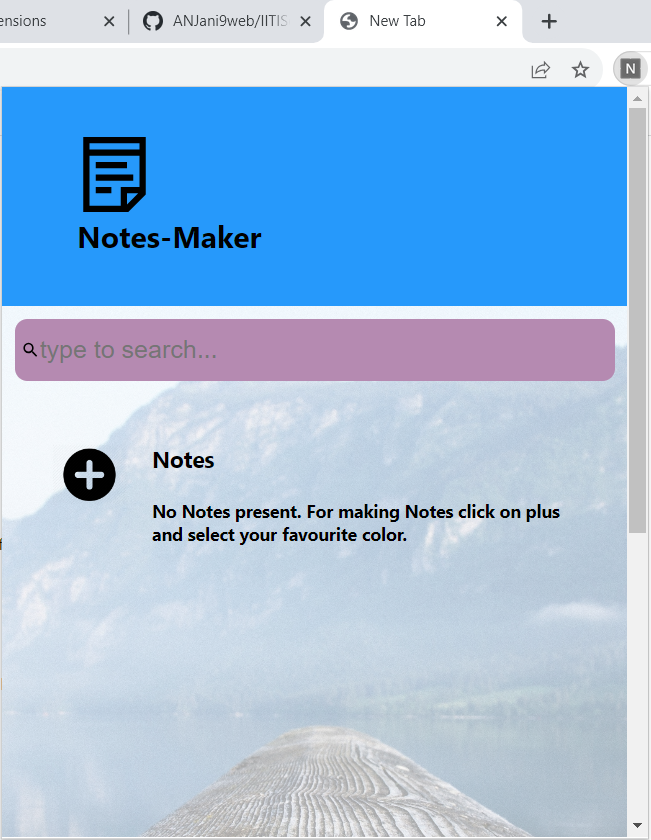 ensions
ANJani9web/IITIS
New Tab
N
Notes-Maker
type to search...
Notes
No Notes present. For making Notes click on plus
and select your favourite color.